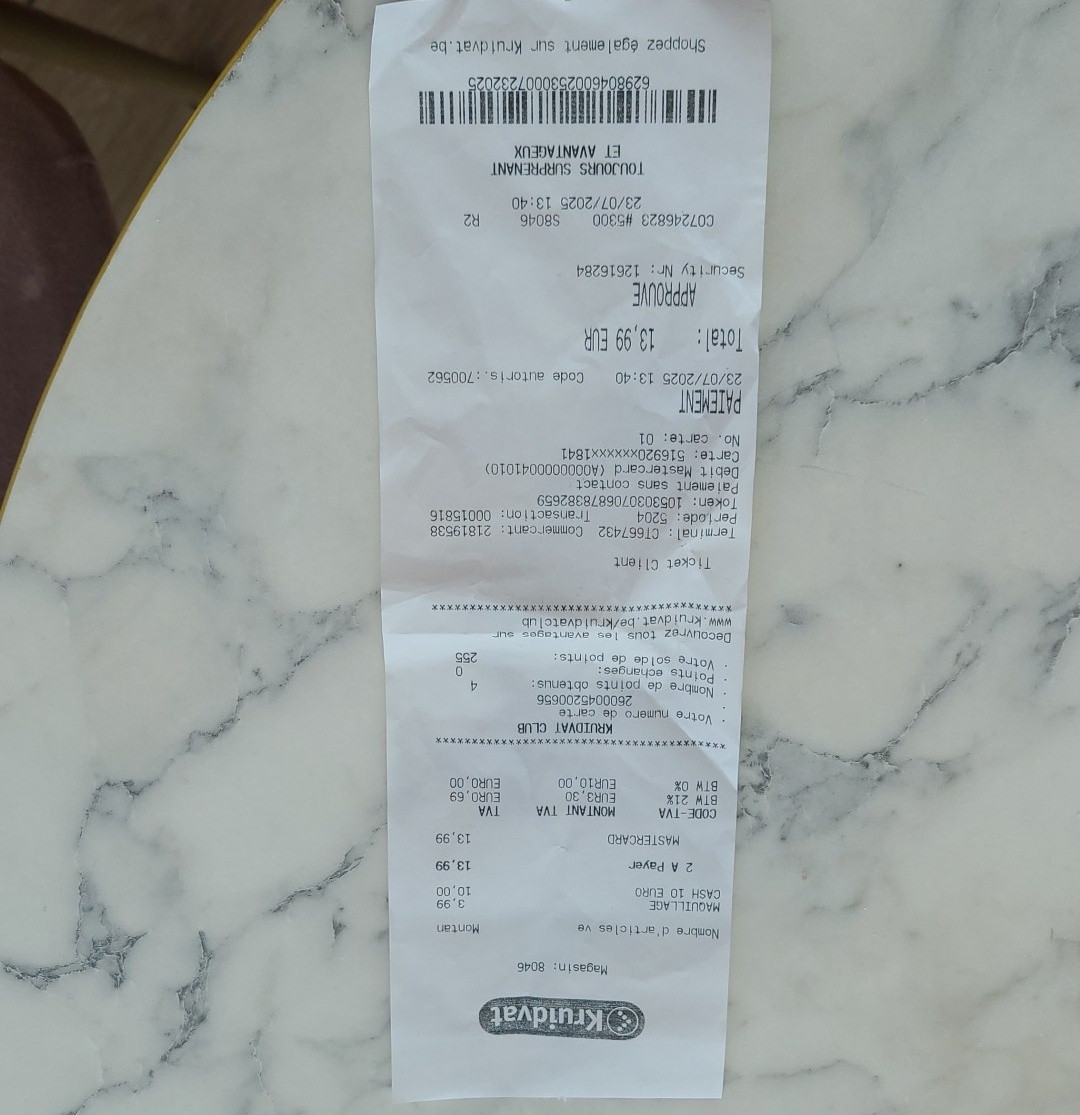 Kruidvat
Magasin: 8046
Nombre d'articles ve Montan
MAQUILLAGE 3,99
CASH 10 EURO 10,00
2 A Payer 13,99
MASTERCARD 13,99
CODE-TVA MONTANT TVA TVA
BTW 21% EUR3,30 EUR0,69
BTW 0% EUR10,00 EUR0,00
***************************************
KRUIDVAT CLUB
. Votre numero de carte
. 2600045200656
. Nombre de points obtenus: 4
. Points echanges: 0
. Votre solde de points: 255
Decouvrez tous les avantages sur
www.kruidvat.be/kruidvatclub
***************************************
Ticket Client
Terminal: CT667432 Commercant: 21819538
Periode: 5204 Transaction: 00015816
Token: 1053030706878382659
Paiement sans contact
Debit Mastercard (A0000000041010)
Carte: 516920xxxxxx1841
No. carte: 01
PAIEMENT
23/07/2025 13:40 Code autoris.:700562
Total: 13,99 EUR
APPROUVE
Security Nr: 12616284
C07246823 #5300 S8046 R2
23/07/2025 13:40
TOUJOURS SURPRENANT
ET AVANTAGEUX
6298046002530007232025
Shoppez également sur Kruidvat.be